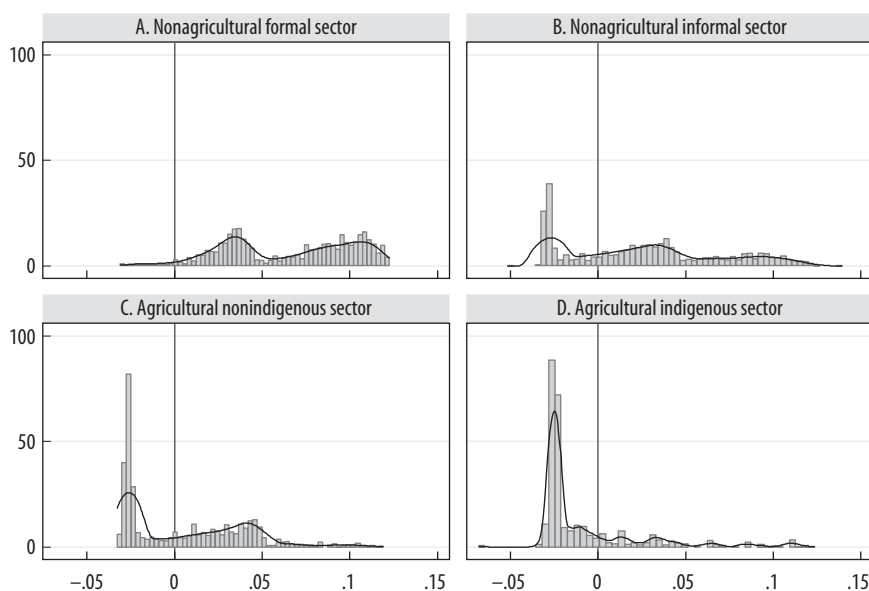 A. Nonagricultural formal sector
B. Nonagricultural informal sector
100
50
0
C. Agricultural nonindigenous sector
D. Agricultural indigenous sector
100
50
0
−.05 0 .05 .1 .15 −.05 0 .05 .1 .15